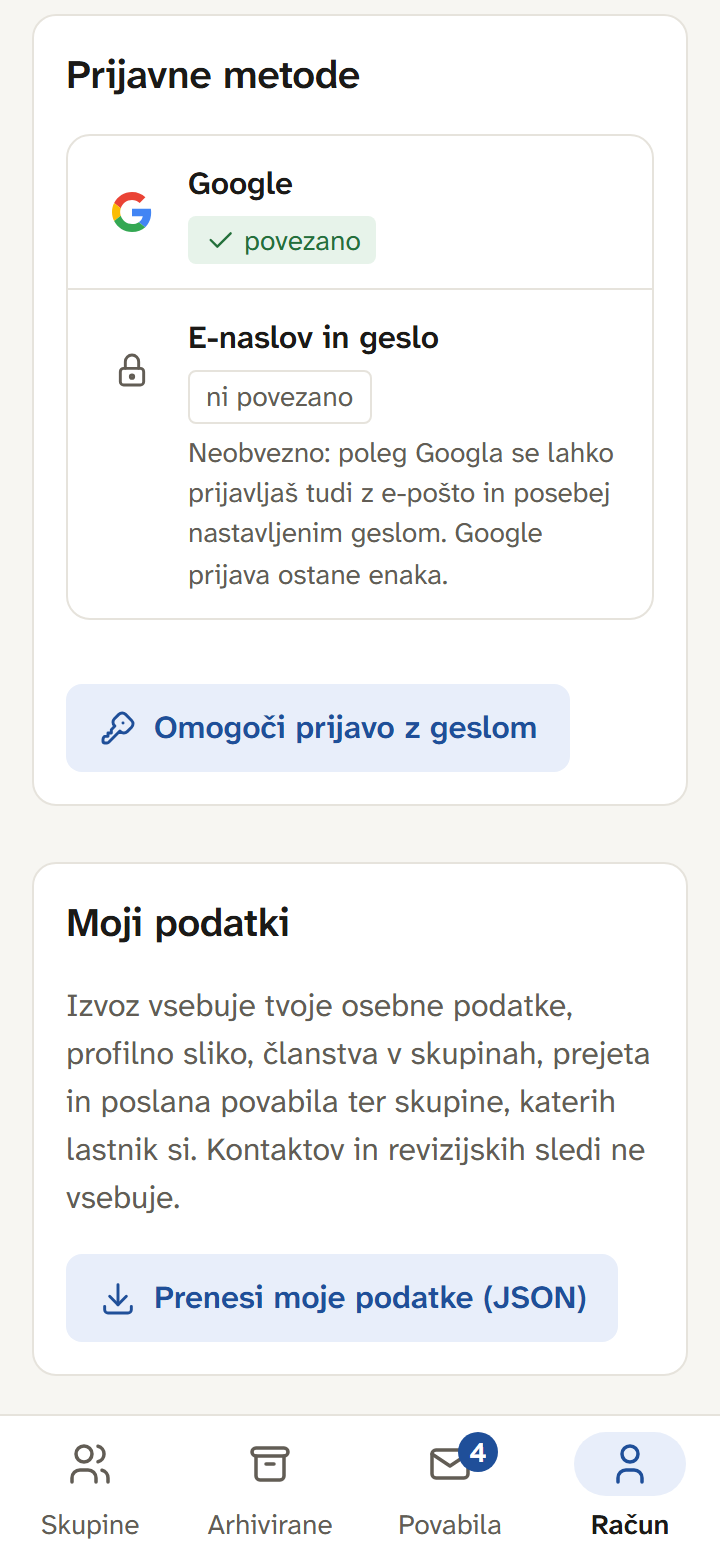 Prijavne metode
Google
povezano
E-naslov in geslo
ni povezano
Neobvezno: poleg Googla se lahko
prijavljaš tudi z e-pošto in posebej
nastavljenim geslom. Google
prijava ostane enaka.
Omogoči prijavo z geslom
Moji podatki
Izvoz vsebuje tvoje osebne podatke,
profilno sliko, članstva v skupinah, prejeta
in poslana povabila ter skupine, katerih
lastnik si. Kontaktov in revizijskih sledi ne
vsebuje.
Prenesi moje podatke (JSON)
4
Skupine Arhivirane Povabila Račun